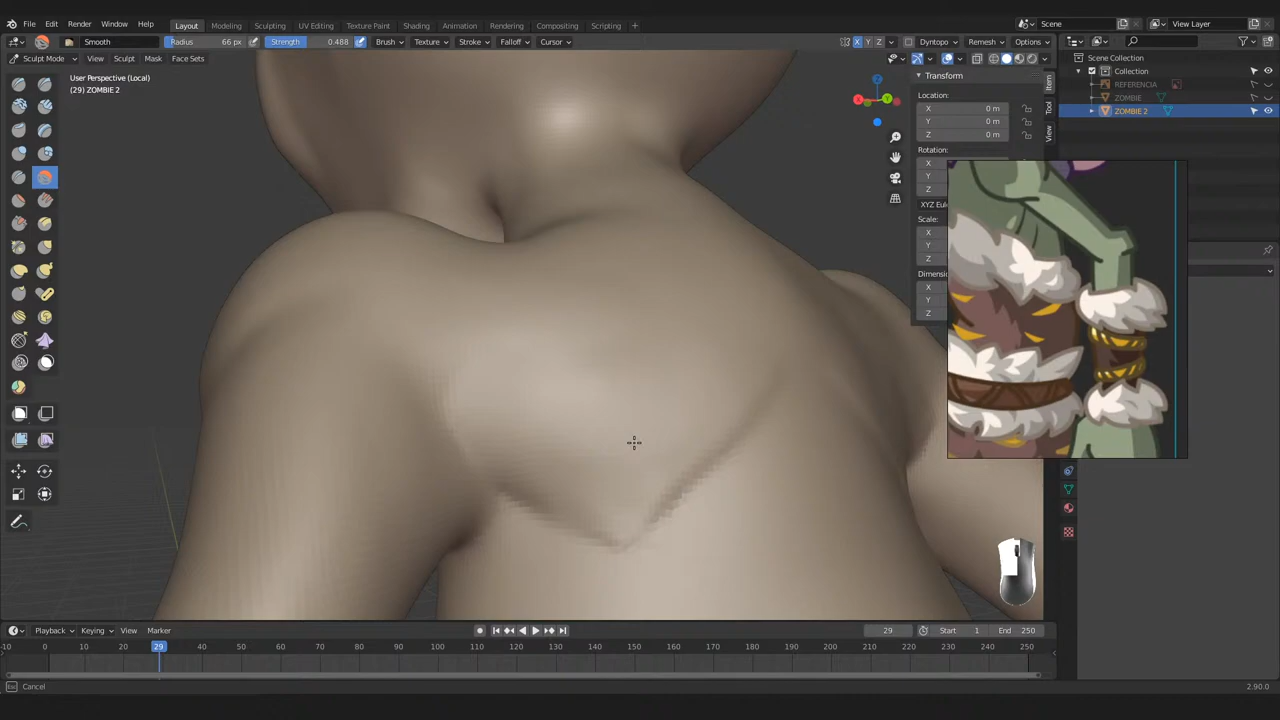 File Edit Render Window Help Layout Modeling Sculpting UV Editing Texture Paint Shading Animation Rendering Compositing Scripting + Scene View Layer
Smooth Radius 66 px Strength 0.488 Brush Texture Stroke Falloff Cursor X Y Z Dyntopo Remesh Options
Sculpt Mode View Sculpt Mask Face Sets
User Perspective (Local)
(29) ZOMBIE 2
Scene Collection
Collection
REFERENCIA
ZOMBIE
ZOMBIE 2
Z
X
Y
Transform
Location:
X 0 m
Y 0 m
Z 0 m
Rotation:
X
Y
Z
XYZ Eul
Scale:
X
Y
Z
Dimens
X
Y
Z
Item
Tool
View
Playback Keying View Marker 29 Start 1 End 250
-10 10 20 29 40 50 60 70 80 90 100 110 120 130 140 150 160 170 180 190 200 210 220 230 240 250
Esc Cancel 2.90.0